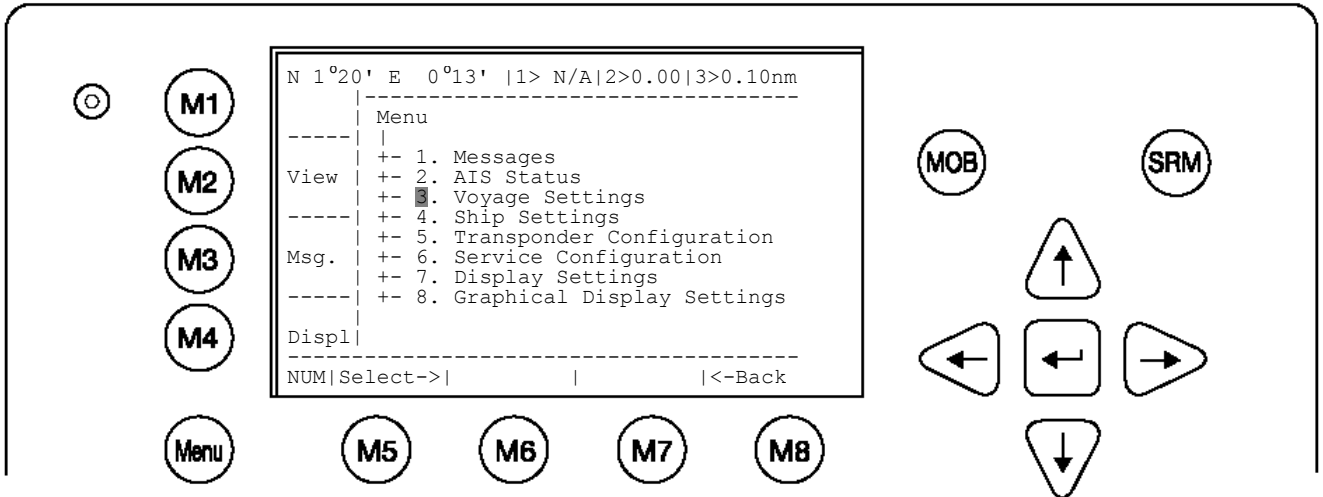 N 1°20' E  0°13' |1> N/A|2>0.00|3>0.10nm
|----------------------------------
M1 | Menu
-----| |
| +- 1. Messages
MOB SRM
M2 View | +- 2. AIS Status
| +- 3. Voyage Settings
-----| +- 4. Ship Settings
| +- 5. Transponder Configuration
M3 Msg. | +- 6. Service Configuration
| +- 7. Display Settings
-----| +- 8. Graphical Display Settings
|
M4 Displ|
----------------------------------------
NUM|Select->|         |         |<-Back
Menu M5 M6 M7 M8